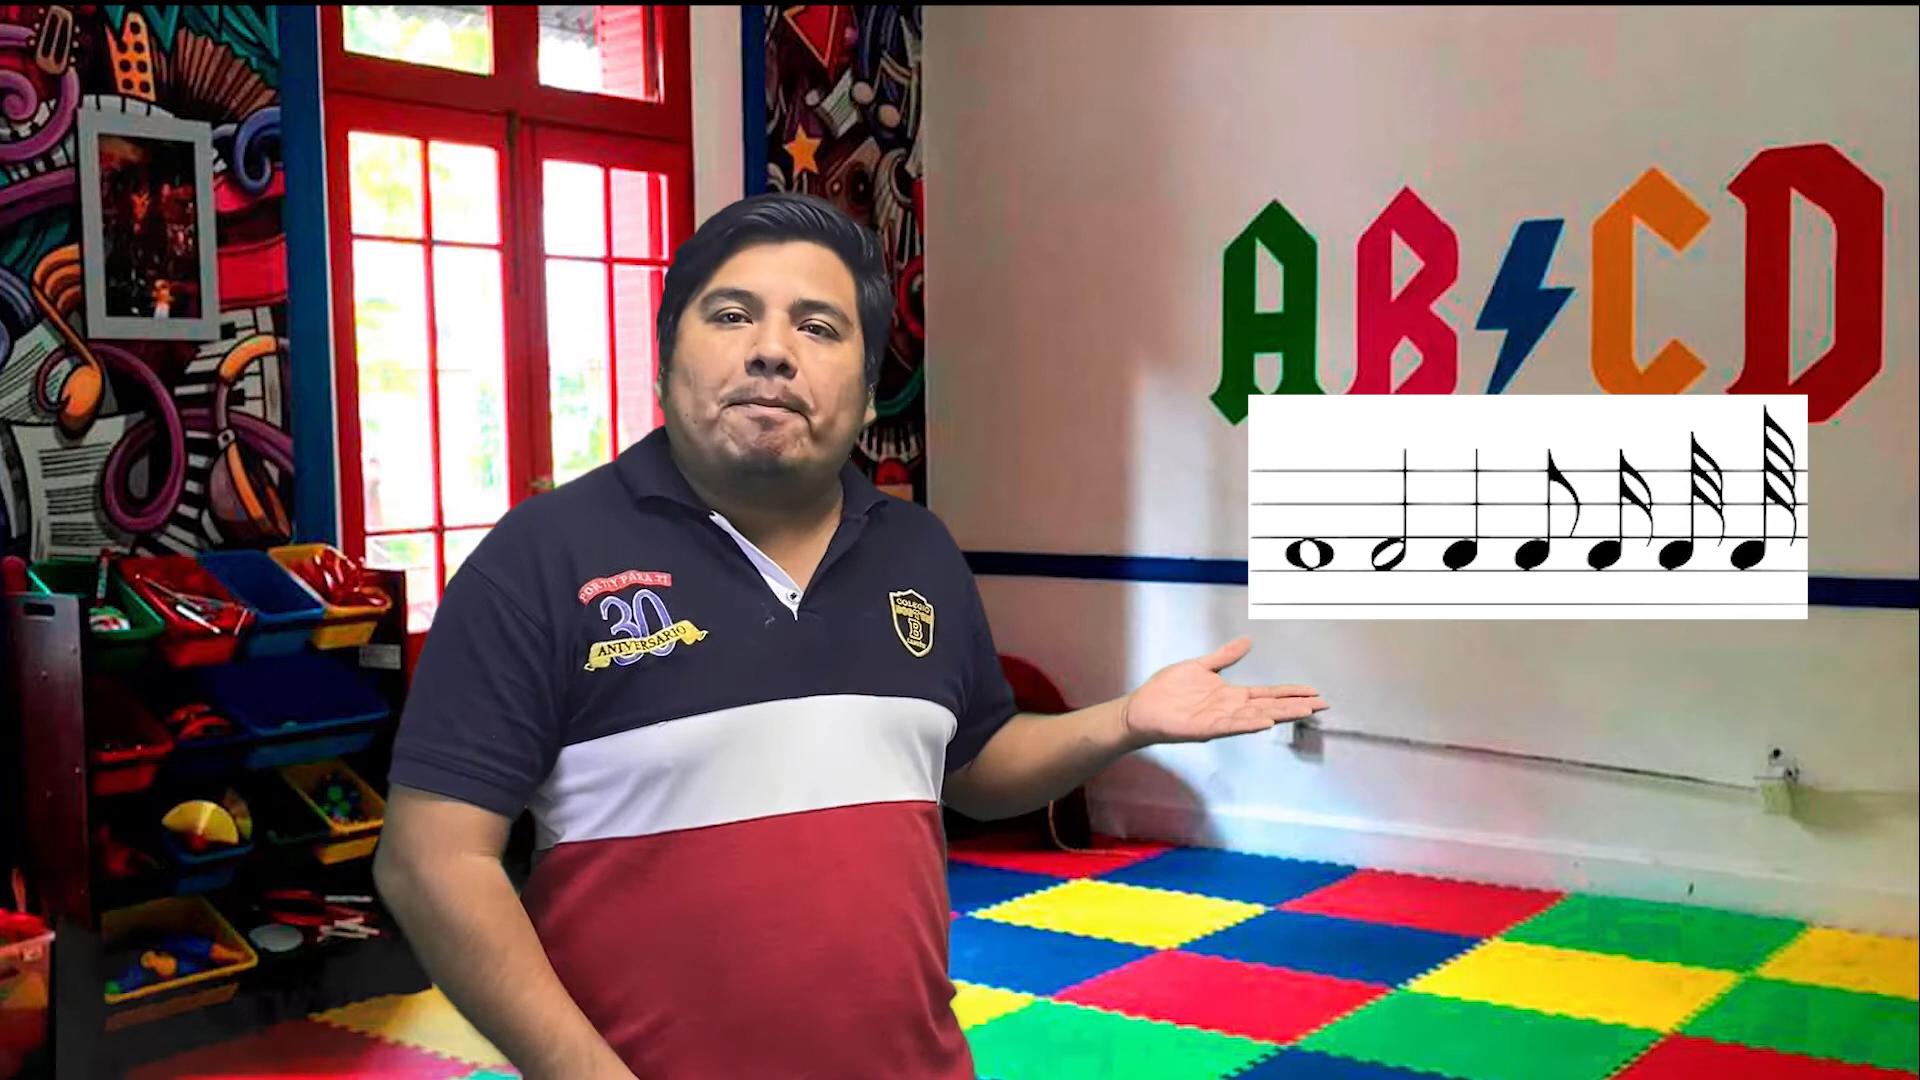 AB⚡CD
POR TI Y PARA TI
30
ANIVERSARIO
COLEGIO
B